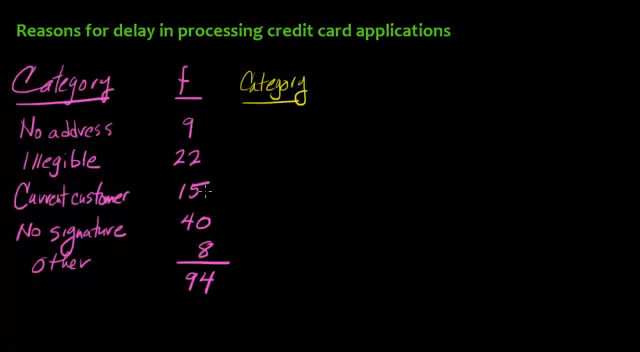 Reasons for delay in processing credit card applications
Category f Category
No address 9
Illegible 22
Current customer 15
No signature 40
Other 8
94